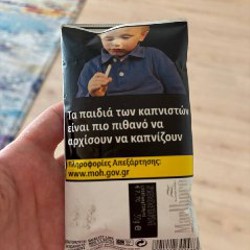 Τα παιδιά των καπνιστών
είναι πιο πιθανό να
αρχίσουν να καπνίζουν
Πληροφορίες Απεξάρτησης:
www.moh.gov.gr